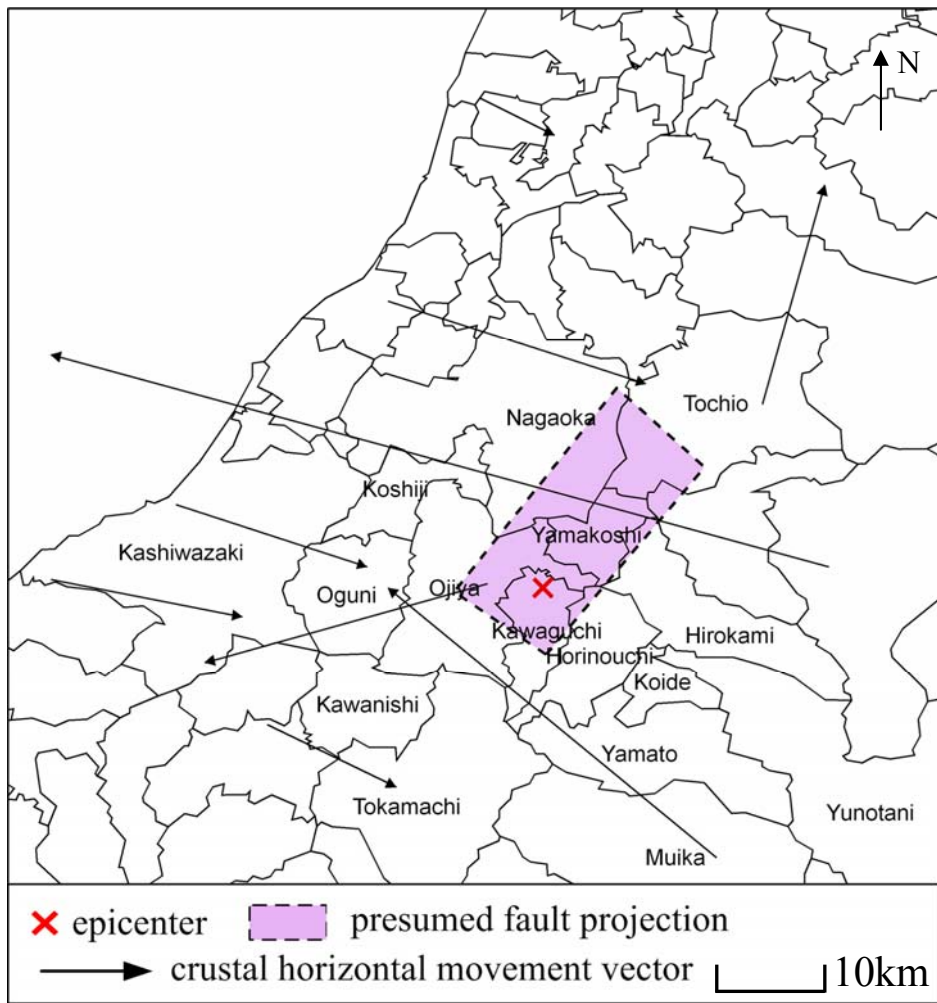 N
Tochio
Nagaoka
Koshiji
Yamakoshi
Kashiwazaki
Oguni
Ojiya
Kawaguchi
Hirokami
Horinouchi
Koide
Kawanishi
Yamato
Tokamachi
Yunotani
Muika
epicenter
presumed fault projection
crustal horizontal movement vector
10km